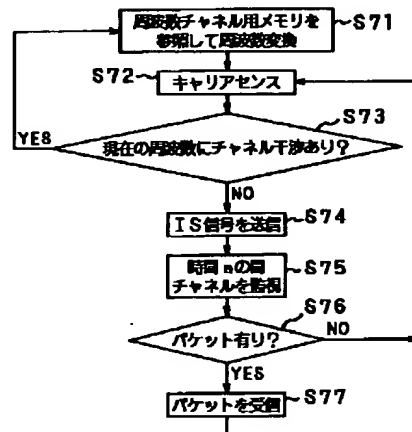 周波数チャネル用メモリを
参照して周波数変換
S71
S72
キャリアセンス
S73
YES
現在の周波数にチャネル干渉あり？
NO
IS信号を送信
S74
時間nの間
チャネルを監視
S75
S76
パケット有り？
NO
YES
パケットを受信
S77